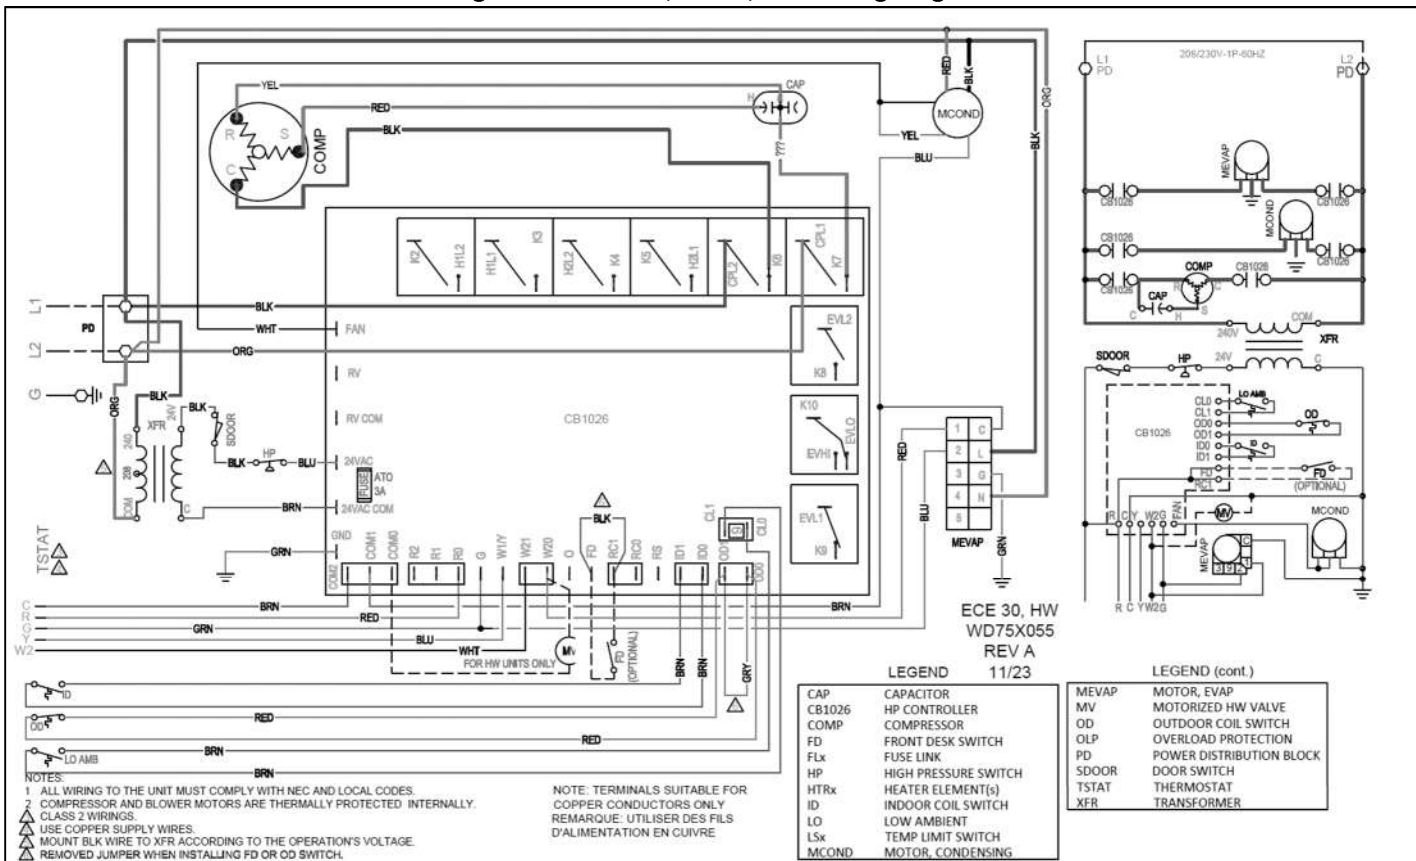 RED
BLK
ORG
YEL
CAP
H
RED
BLK
R
S
C
COMP
???
MCOND
YEL
BLU
BLK
K2
H1L2
H1L1
K3
H2L2
K4
K5
H2L1
CPL2
K6
CPL1
K7
L1
PD
BLK
WHT
FAN
L2
ORG
RV
EVL2
K8
G
ORG
BLK
XFR
24V
BLK
SDOOR
RV COM
CB1026
K10
EVLO
EVHI
240
208
COM
C
BLK
HP
BLU
24VAC
FUSE
ATO
3A
BRN
24VAC COM
EVL1
K9
RED
BLU
1 C
2 L
3 G
4 N
5
MEVAP
GRN
TSTAT
GRN
GND
COM2
COM1
COM0
R2
R1
R0
G
W1/Y
W21
W20
O
FD
BLK
RC1
RC0
RS
ID1
ID0
OD1
OD0
CL1
CL0
C
BRN
BRN
R
RED
G
GRN
Y
BLU
W2
WHT
FOR HW UNITS ONLY
MV
FD
(OPTIONAL)
BRN
BRN
GRY
ID
OD
RED
RED
LO AMB
BRN
BRN
ECE 30, HW
WD75X055
REV A
11/23
L1
PD
208/230V-1P-60HZ
L2
PD
MEVAP
CB1026
CB1026
MCOND
CB1026
CB1026
COMP
CB1026
CB1026
R
C
S
CAP
C
H
240V
COM
XFR
SDOOR
HP
24V
C
CB1026
CL0
CL1
OD0
OD1
ID0
ID1
FD
RC1
LO AMB
OD
ID
FD
(OPTIONAL)
R C Y W2G
FAN
MV
MCOND
MEVAP
C
1
3 9 2
R C Y W2G
NOTES:
1 ALL WIRING TO THE UNIT MUST COMPLY WITH NEC AND LOCAL CODES.
2 COMPRESSOR AND BLOWER MOTORS ARE THERMALLY PROTECTED INTERNALLY.
CLASS 2 WIRINGS.
USE COPPER SUPPLY WIRES.
MOUNT BLK WIRE TO XFR ACCORDING TO THE OPERATION'S VOLTAGE.
REMOVED JUMPER WHEN INSTALLING FD OR OD SWITCH.
NOTE: TERMINALS SUITABLE FOR
COPPER CONDUCTORS ONLY
REMARQUE: UTILISER DES FILS
D'ALIMENTATION EN CUIVRE
LEGEND
CAP CAPACITOR
CB1026 HP CONTROLLER
COMP COMPRESSOR
FD FRONT DESK SWITCH
FLx FUSE LINK
HP HIGH PRESSURE SWITCH
HTRx HEATER ELEMENT(s)
ID INDOOR COIL SWITCH
LO LOW AMBIENT
LSx TEMP LIMIT SWITCH
MCOND MOTOR, CONDENSING
LEGEND (cont.)
MEVAP MOTOR, EVAP
MV MOTORIZED HW VALVE
OD OUTDOOR COIL SWITCH
OLP OVERLOAD PROTECTION
PD POWER DISTRIBUTION BLOCK
SDOOR DOOR SWITCH
TSTAT THERMOSTAT
XFR TRANSFORMER